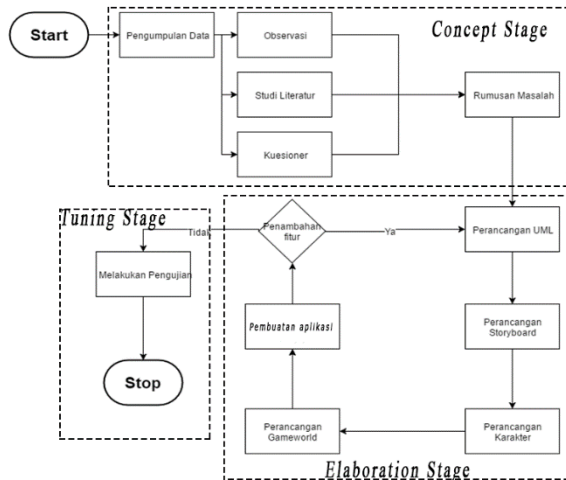 Concept Stage
Start
Pengumpulan Data
Observasi
Studi Literatur
Rumusan Masalah
Kuesioner
Tuning Stage
Penambahan
fitur
Tidak
Ya
Perancangan UML
Melakukan Pengujian
Pembuatan aplikasi
Perancangan
Storyboard
Stop
Perancangan
Gameworld
Perancangan
Karakter
Elaboration Stage